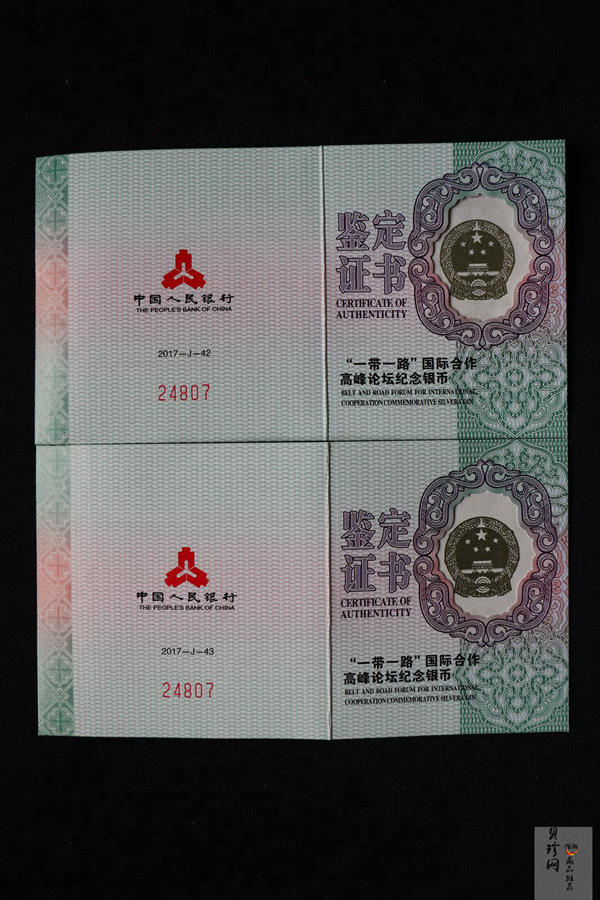 中国人民银行
THE PEOPLE'S BANK OF CHINA
2017-J-42
24807
鉴定
证书
CERTIFICATE OF
AUTHENTICITY
“一带一路”国际合作
高峰论坛纪念银币
BELT AND ROAD FORUM FOR INTERNATIONAL
COOPERATION COMMEMORATIVE SILVER COIN
中国人民银行
THE PEOPLE'S BANK OF CHINA
2017-J-43
24807
鉴定
证书
CERTIFICATE OF
AUTHENTICITY
“一带一路”国际合作
高峰论坛纪念银币
BELT AND ROAD FORUM FOR INTERNATIONAL
COOPERATION COMMEMORATIVE SILVER COIN
贝珍网